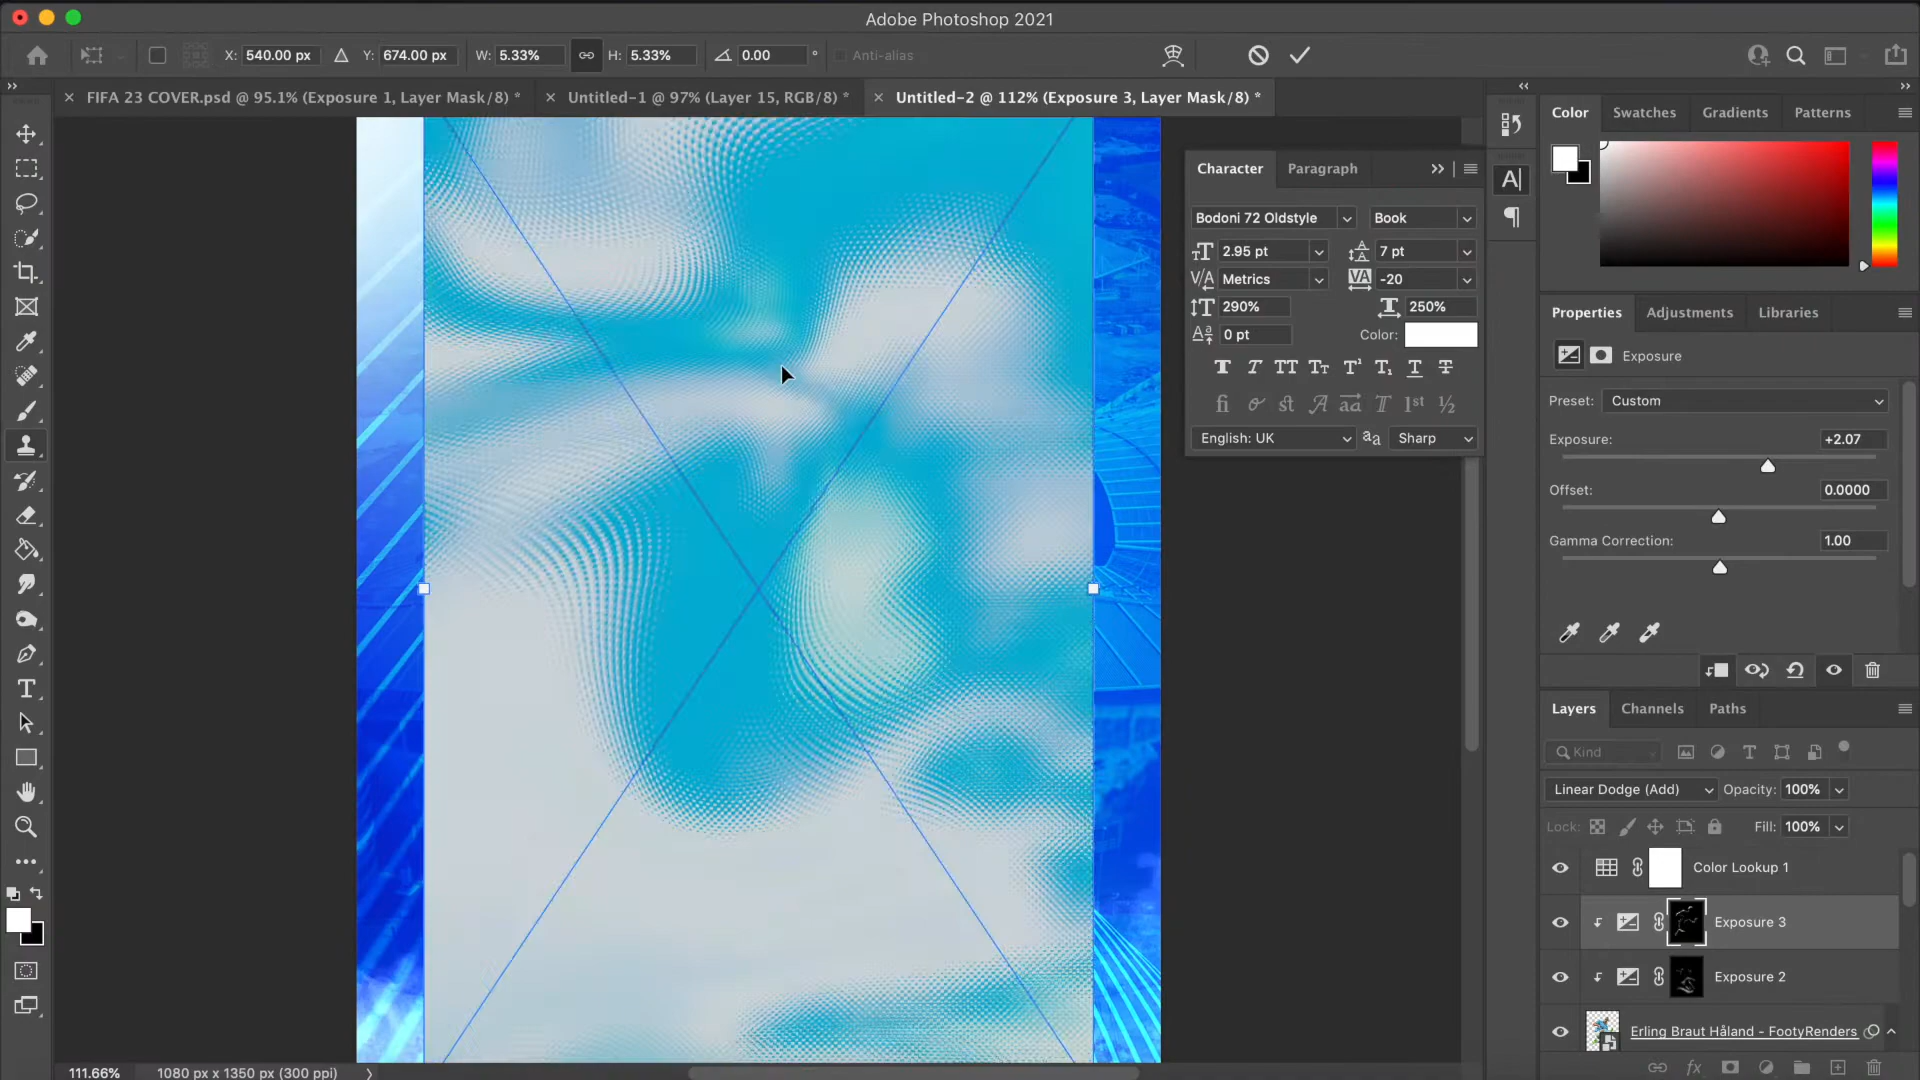 Adobe Photoshop 2021
X: 540.00 px Y: 674.00 px W: 5.33% H: 5.33% 0.00 ° Anti-alias
FIFA 23 COVER.psd @ 95.1% (Exposure 1, Layer Mask/8) *
Untitled-1 @ 97% (Layer 15, RGB/8) *
Untitled-2 @ 112% (Exposure 3, Layer Mask/8) *
Character Paragraph
Bodoni 72 Oldstyle Book
2.95 pt 7 pt
Metrics -20
290% 250%
0 pt Color:
English: UK Sharp
Color Swatches Gradients Patterns
Properties Adjustments Libraries
Exposure
Preset: Custom
Exposure: +2.07
Offset: 0.0000
Gamma Correction: 1.00
Layers Channels Paths
Kind
Linear Dodge (Add) Opacity: 100%
Lock: Fill: 100%
Color Lookup 1
Exposure 3
Exposure 2
Erling Braut Håland - FootyRenders
111.66% 1080 px x 1350 px (300 ppi)